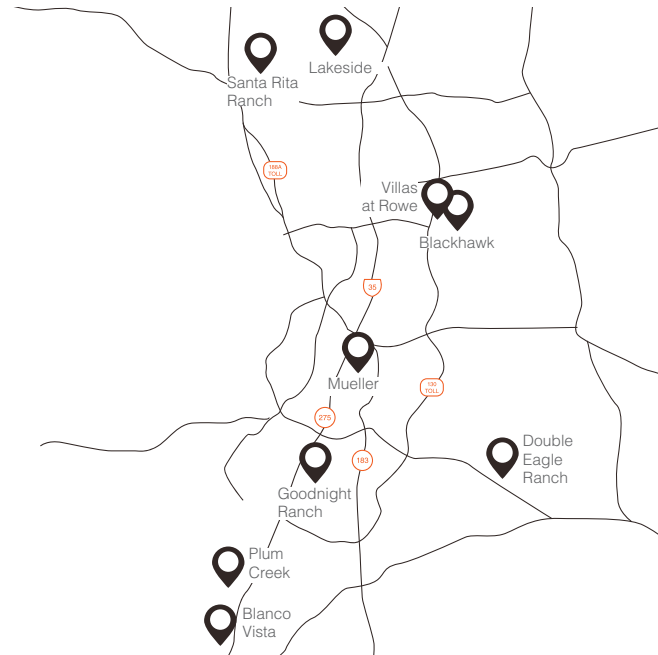 Lakeside
Santa Rita
Ranch
186A
TOLL
Villas
at Rowe
Blackhawk
35
Mueller
130
TOLL
275
Double
Eagle
Ranch
183
Goodnight
Ranch
Plum
Creek
Blanco
Vista